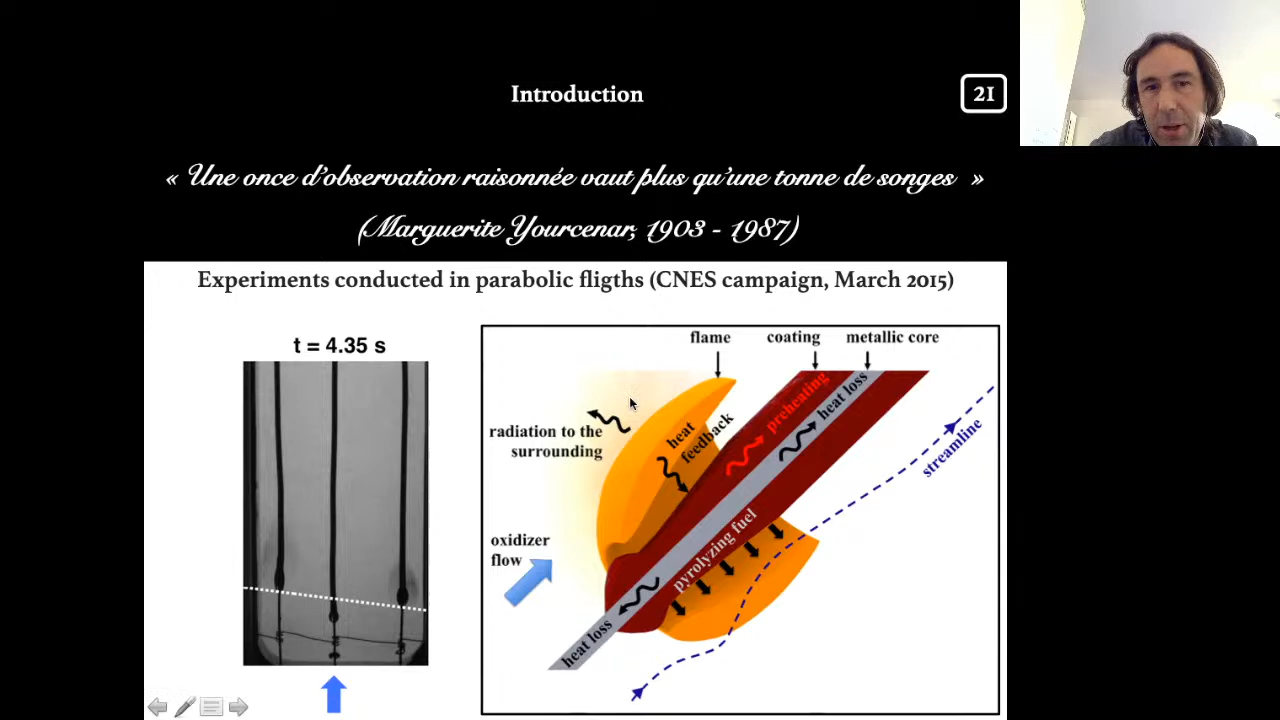 Introduction
21
« Une once d'observation raisonnée vaut plus qu'une tonne de songes »
(Marguerite Yourcenar, 1903 - 1987)
Experiments conducted in parabolic fligths (CNES campaign, March 2015)
t = 4.35 s
flame
coating
metallic core
radiation to the
surrounding
heat
feedback
preheating
heat loss
streamline
oxidizer
flow
pyrolyzing fuel
heat loss